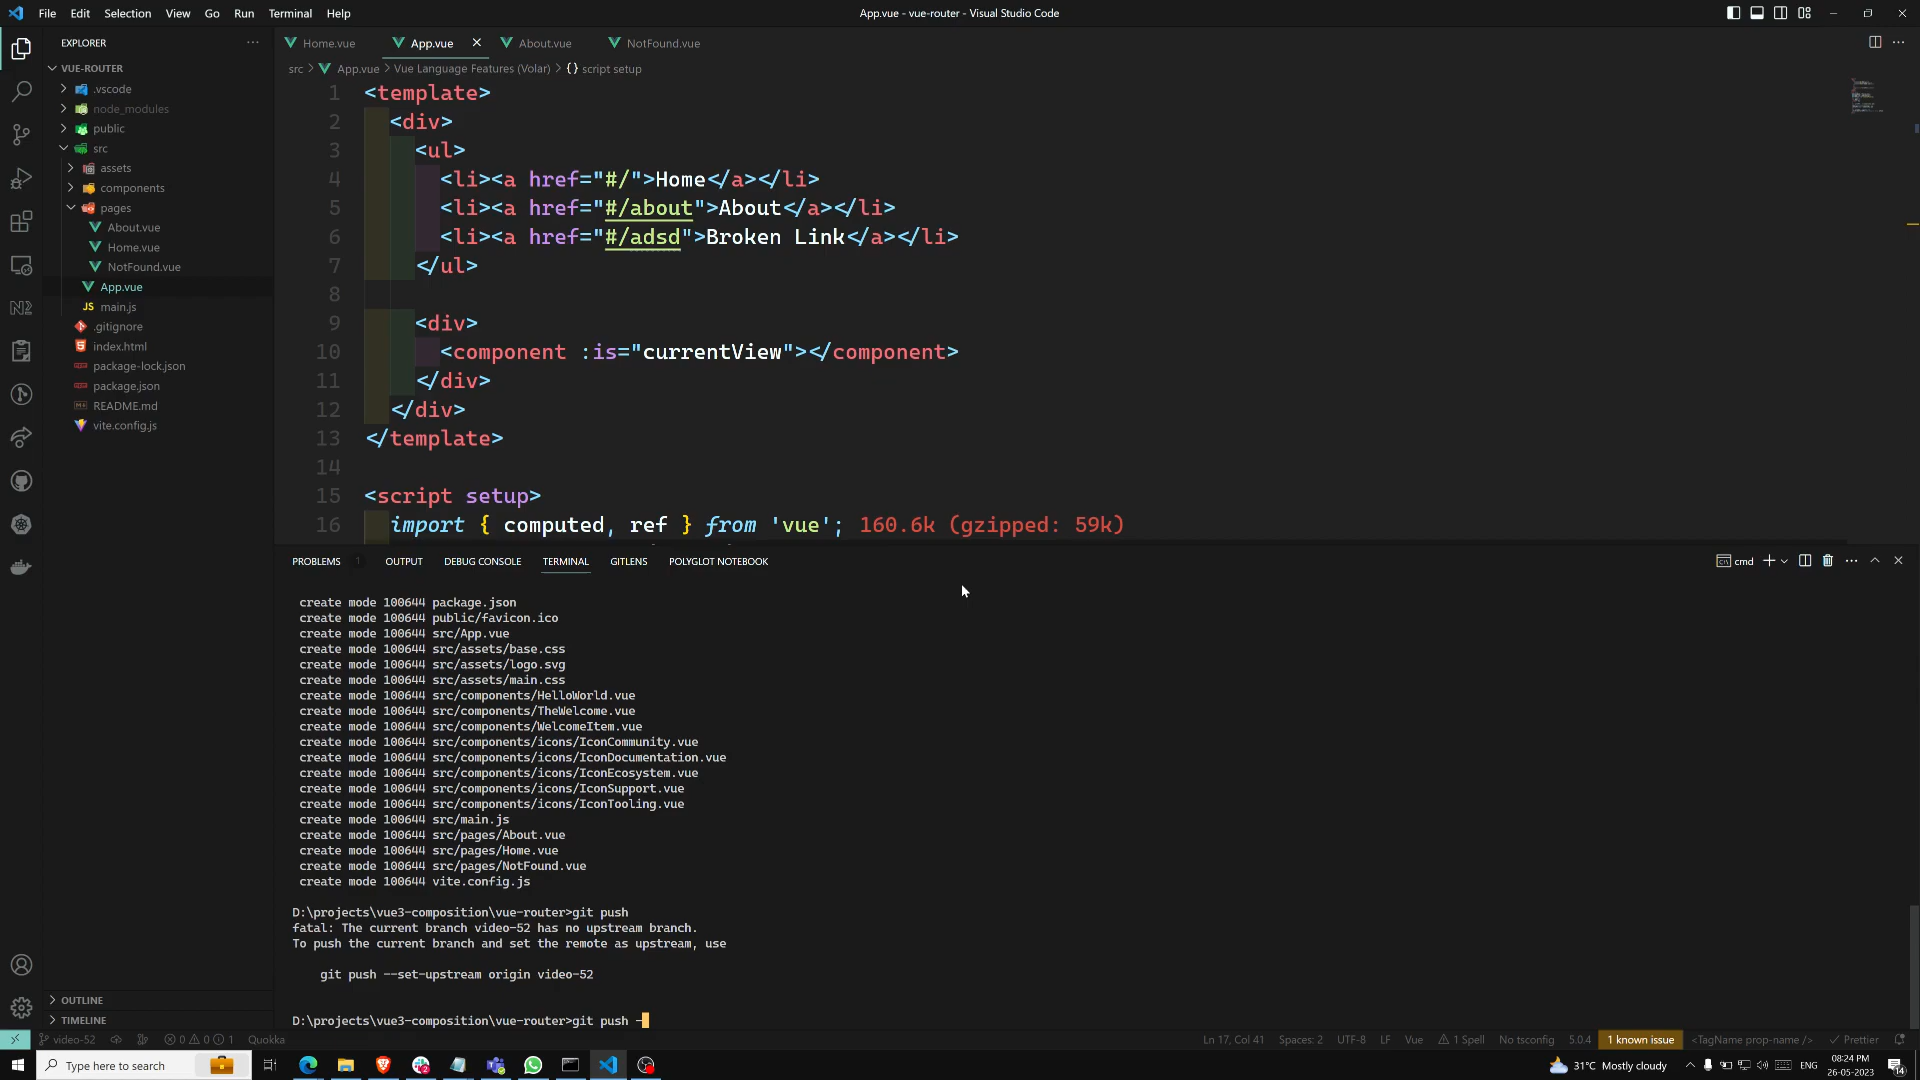 File Edit Selection View Go Run Terminal Help
App.vue - vue-router - Visual Studio Code
EXPLORER
VUE-ROUTER
.vscode
node_modules
public
src
assets
components
pages
About.vue
Home.vue
NotFound.vue
App.vue
JS main.js
.gitignore
index.html
package-lock.json
package.json
README.md
vite.config.js
OUTLINE
TIMELINE
Home.vue App.vue About.vue NotFound.vue
src > App.vue > Vue Language Features (Volar) > {} script setup
1 <template>
2 <div>
3 <ul>
4 <li><a href="#/">Home</a></li>
5 <li><a href="#/about">About</a></li>
6 <li><a href="#/adsd">Broken Link</a></li>
7 </ul>
8
9 <div>
10 <component :is="currentView"></component>
11 </div>
12 </div>
13 </template>
14
15 <script setup>
16 import { computed, ref } from 'vue'; 160.6k (gzipped: 59k)
PROBLEMS 1 OUTPUT DEBUG CONSOLE TERMINAL GITLENS POLYGLOT NOTEBOOK
cmd
create mode 100644 package.json
create mode 100644 public/favicon.ico
create mode 100644 src/App.vue
create mode 100644 src/assets/base.css
create mode 100644 src/assets/logo.svg
create mode 100644 src/assets/main.css
create mode 100644 src/components/HelloWorld.vue
create mode 100644 src/components/TheWelcome.vue
create mode 100644 src/components/WelcomeItem.vue
create mode 100644 src/components/icons/IconCommunity.vue
create mode 100644 src/components/icons/IconDocumentation.vue
create mode 100644 src/components/icons/IconEcosystem.vue
create mode 100644 src/components/icons/IconSupport.vue
create mode 100644 src/components/icons/IconTooling.vue
create mode 100644 src/main.js
create mode 100644 src/pages/About.vue
create mode 100644 src/pages/Home.vue
create mode 100644 src/pages/NotFound.vue
create mode 100644 vite.config.js
D:\projects\vue3-composition\vue-router>git push
fatal: The current branch video-52 has no upstream branch.
To push the current branch and set the remote as upstream, use
git push --set-upstream origin video-52
D:\projects\vue3-composition\vue-router>git push -
video-52 0 0 1 Quokka
Ln 17, Col 41 Spaces: 2 UTF-8 LF Vue 1 Spell No tsconfig 5.0.4 1 known issue <TagName prop-name /> Prettier
Type here to search
31°C Mostly cloudy ENG 08:24 PM
26-05-2023